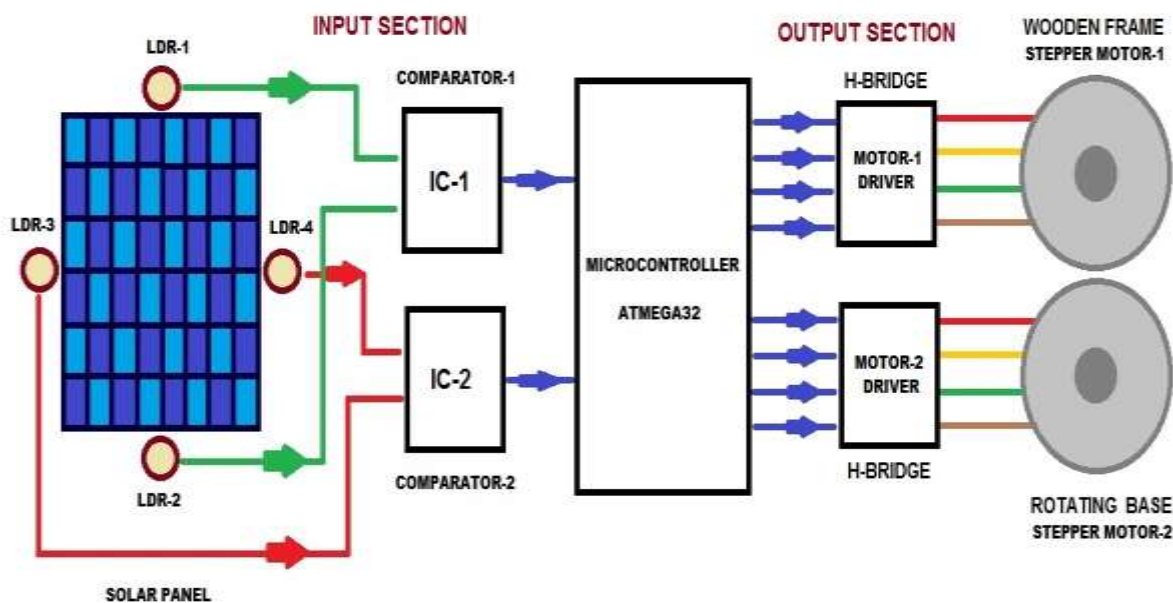 INPUT SECTION
OUTPUT SECTION
WOODEN FRAME
STEPPER MOTOR-1
LDR-1
COMPARATOR-1
H-BRIDGE
IC-1
MOTOR-1
DRIVER
LDR-3
LDR-4
MICROCONTROLLER
ATMEGA32
IC-2
MOTOR-2
DRIVER
LDR-2
COMPARATOR-2
H-BRIDGE
ROTATING BASE
STEPPER MOTOR-2
SOLAR PANEL